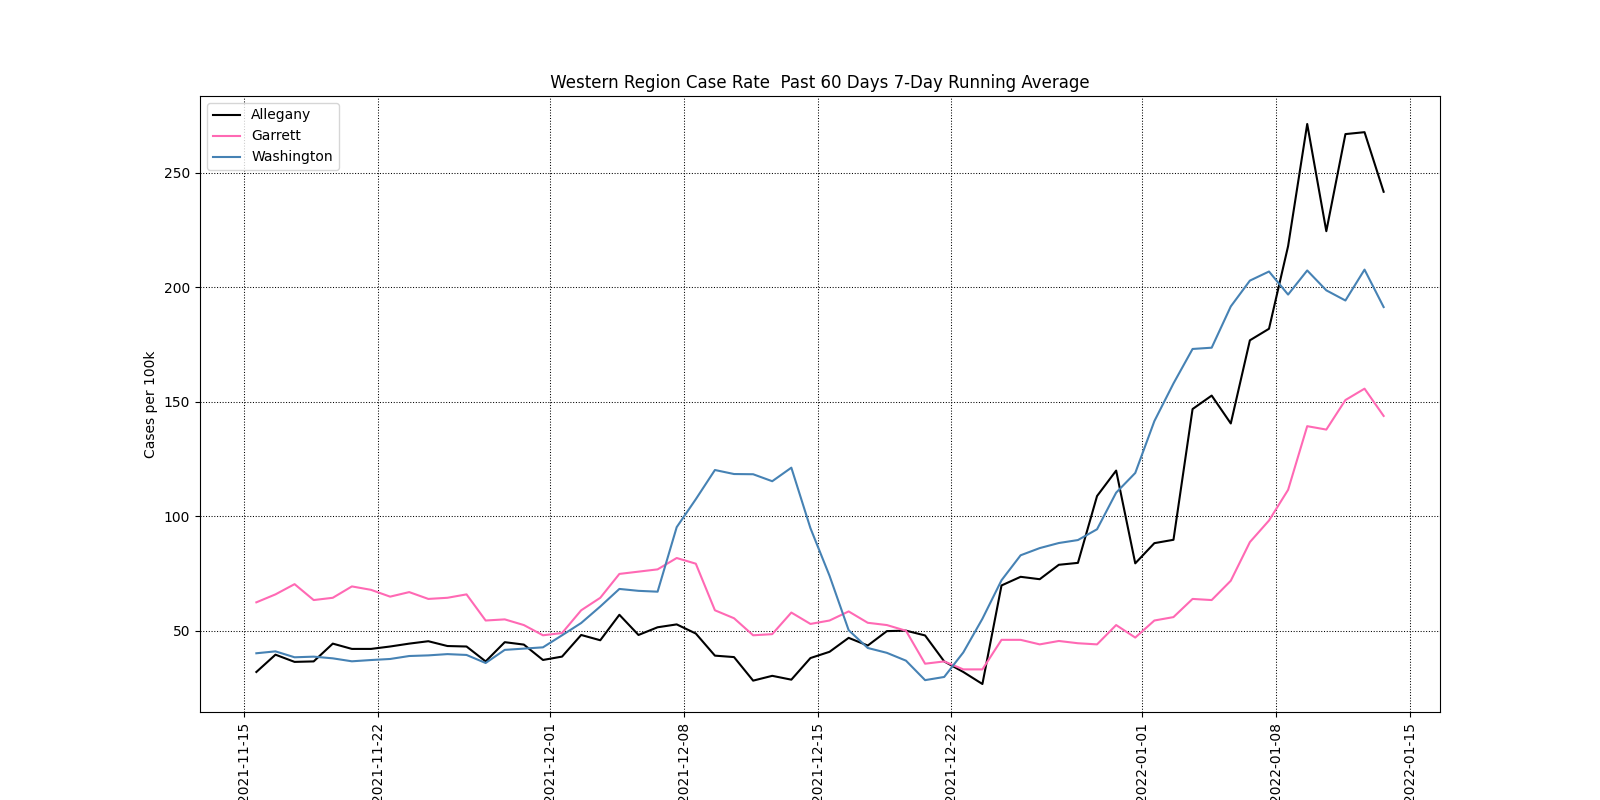 Western Region Case Rate  Past 60 Days 7-Day Running Average
Allegany
Garrett
Washington
Cases per 100k
250
200
150
100
50
2021-11-15
2021-11-22
2021-12-01
2021-12-08
2021-12-15
2021-12-22
2022-01-01
2022-01-08
2022-01-15